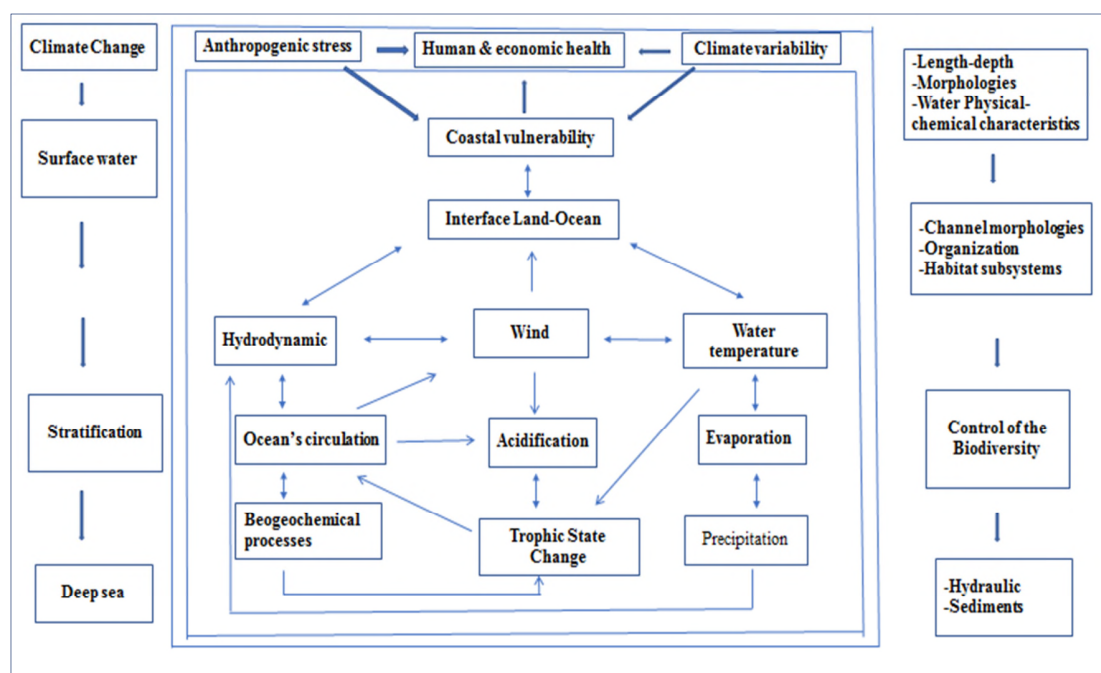 Climate Change
Surface water
Stratification
Deep sea
Anthropogenic stress
Human & economic health
Climate variability
Coastal vulnerability
Interface Land-Ocean
Hydrodynamic
Wind
Water
temperature
Ocean's circulation
Acidification
Evaporation
Beogeochemical
processes
Trophic State
Change
Precipitation
-Length-depth
-Morphologies
-Water Physical-
chemical characteristics
-Channel morphologies
-Organization
-Habitat subsystems
Control of the
Biodiversity
-Hydraulic
-Sediments